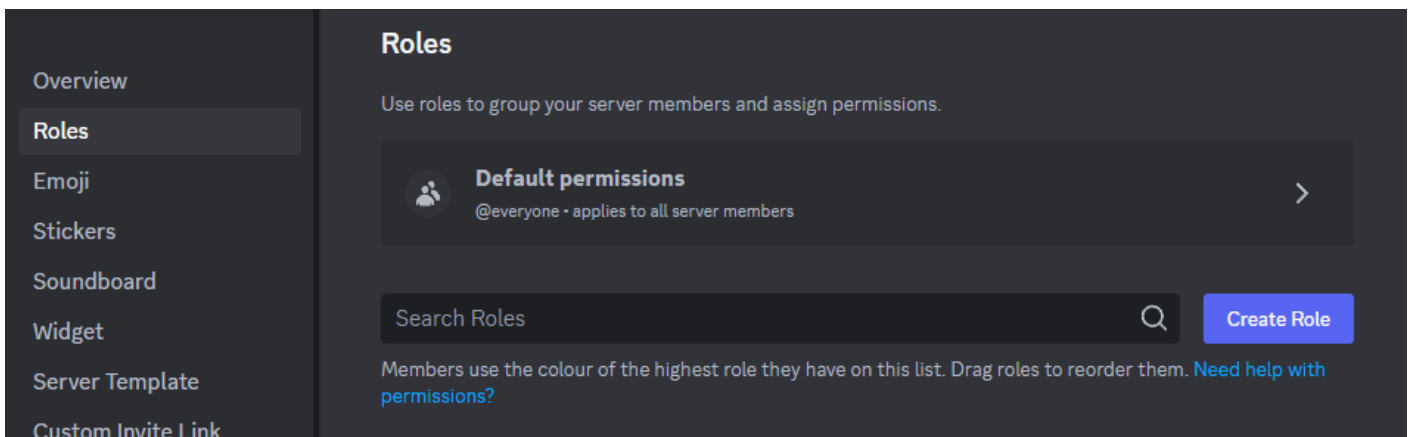 Overview
Roles
Emoji
Stickers
Soundboard
Widget
Server Template
Custom Invite Link
Roles
Use roles to group your server members and assign permissions.
Default permissions
@everyone • applies to all server members
Search Roles
Create Role
Members use the colour of the highest role they have on this list. Drag roles to reorder them. Need help with
permissions?